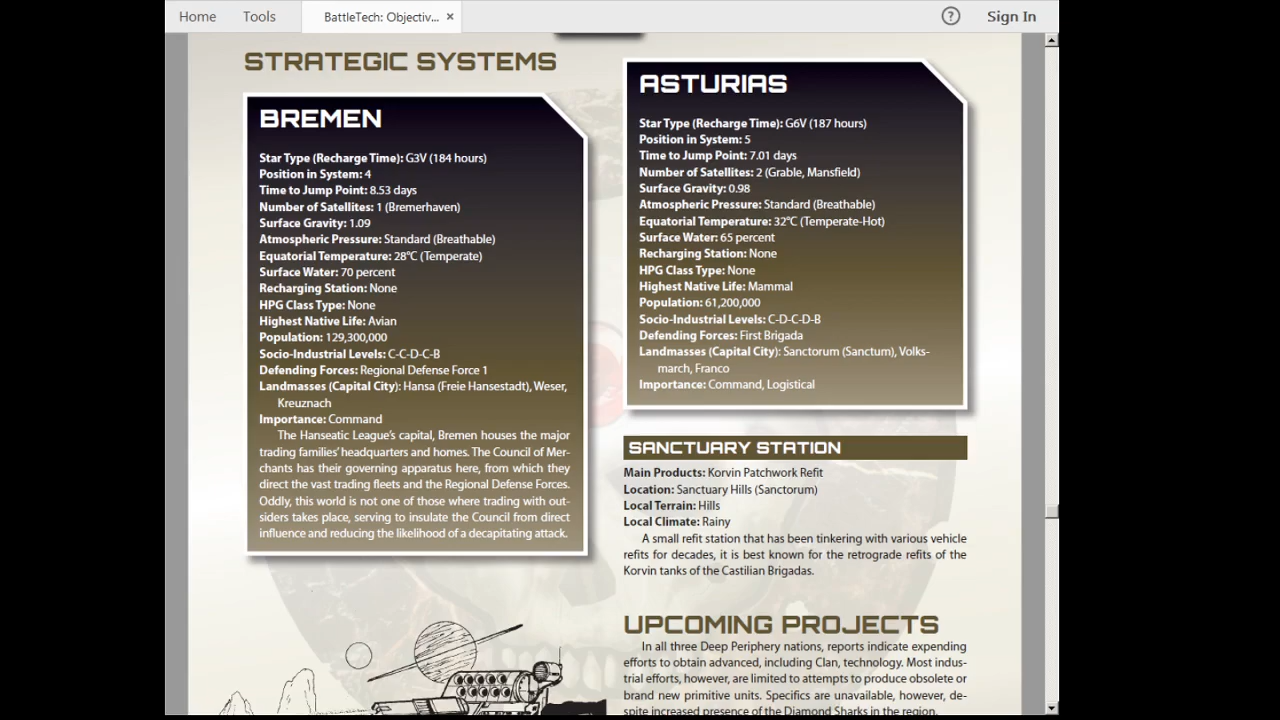 Home
Tools
BattleTech: Objectiv...
×
?
Sign In
STRATEGIC SYSTEMS
BREMEN
Star Type (Recharge Time): G3V (184 hours)
Position in System: 4
Time to Jump Point: 8.53 days
Number of Satellites: 1 (Bremerhaven)
Surface Gravity: 1.09
Atmospheric Pressure: Standard (Breathable)
Equatorial Temperature: 28°C (Temperate)
Surface Water: 70 percent
Recharging Station: None
HPG Class Type: None
Highest Native Life: Avian
Population: 129,300,000
Socio-Industrial Levels: C-C-D-C-B
Defending Forces: Regional Defense Force 1
Landmasses (Capital City): Hansa (Freie Hansestadt), Weser,
Kreuznach
Importance: Command
The Hanseatic League's capital, Bremen houses the major
trading families' headquarters and homes. The Council of Mer-
chants has their governing apparatus here, from which they
direct the vast trading fleets and the Regional Defense Forces.
Oddly, this world is not one of those where trading with out-
siders takes place, serving to insulate the Council from direct
influence and reducing the likelihood of a decapitating attack.
ASTURIAS
Star Type (Recharge Time): G6V (187 hours)
Position in System: 5
Time to Jump Point: 7.01 days
Number of Satellites: 2 (Grable, Mansfield)
Surface Gravity: 0.98
Atmospheric Pressure: Standard (Breathable)
Equatorial Temperature: 32°C (Temperate-Hot)
Surface Water: 65 percent
Recharging Station: None
HPG Class Type: None
Highest Native Life: Mammal
Population: 61,200,000
Socio-Industrial Levels: C-D-C-D-B
Defending Forces: First Brigada
Landmasses (Capital City): Sanctorum (Sanctum), Volks-
march, Franco
Importance: Command, Logistical
SANCTUARY STATION
Main Products: Korvin Patchwork Refit
Location: Sanctuary Hills (Sanctorum)
Local Terrain: Hills
Local Climate: Rainy
A small refit station that has been tinkering with various vehicle
refits for decades, it is best known for the retrograde refits of the
Korvin tanks of the Castilian Brigadas.
UPCOMING PROJECTS
In all three Deep Periphery nations, reports indicate expending
efforts to obtain advanced, including Clan, technology. Most indus-
trial efforts, however, are limited to attempts to produce obsolete or
brand new primitive units. Specifics are unavailable, however, de-
spite increased presence of the Diamond Sharks in the region.